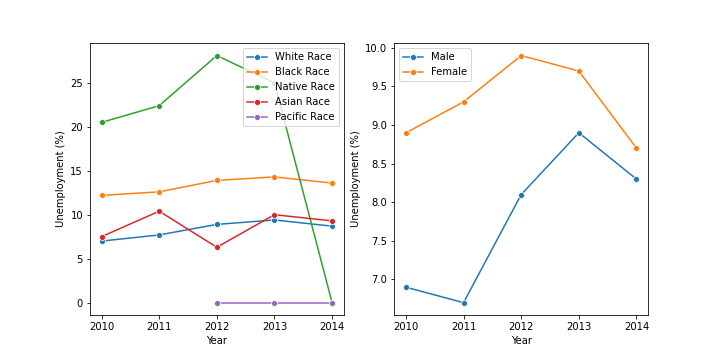 25
20
15
10
5
0
Unemployment (%)
2010 2011 2012 2013 2014
Year
White Race
Black Race
Native Race
Asian Race
Pacific Race
10.0
9.5
9.0
8.5
8.0
7.5
7.0
Unemployment (%)
2010 2011 2012 2013 2014
Year
Male
Female